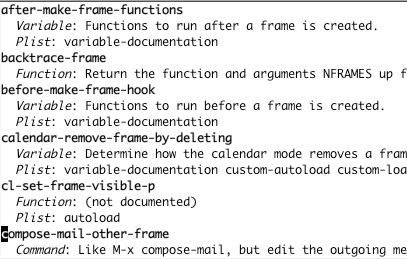 after-make-frame-functions
Variable: Functions to run after a frame is created.
Plist: variable-documentation
backtrace-frame
Function: Return the function and arguments NFRAMES up f
before-make-frame-hook
Variable: Functions to run before a frame is created.
Plist: variable-documentation
calendar-remove-frame-by-deleting
Variable: Determine how the calendar mode removes a fram
Plist: variable-documentation custom-autoload custom-loa
cl-set-frame-visible-p
Function: (not documented)
Plist: autoload
compose-mail-other-frame
Command: Like M-x compose-mail, but edit the outgoing me